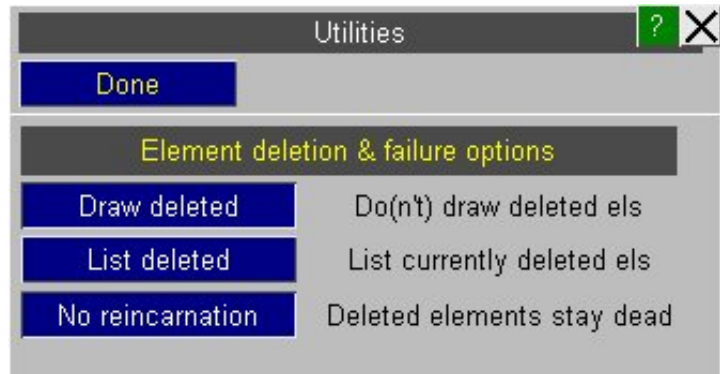 Utilities ? X
Done
Element deletion & failure options
Draw deleted Do(n't) draw deleted els
List deleted List currently deleted els
No reincarnation Deleted elements stay dead